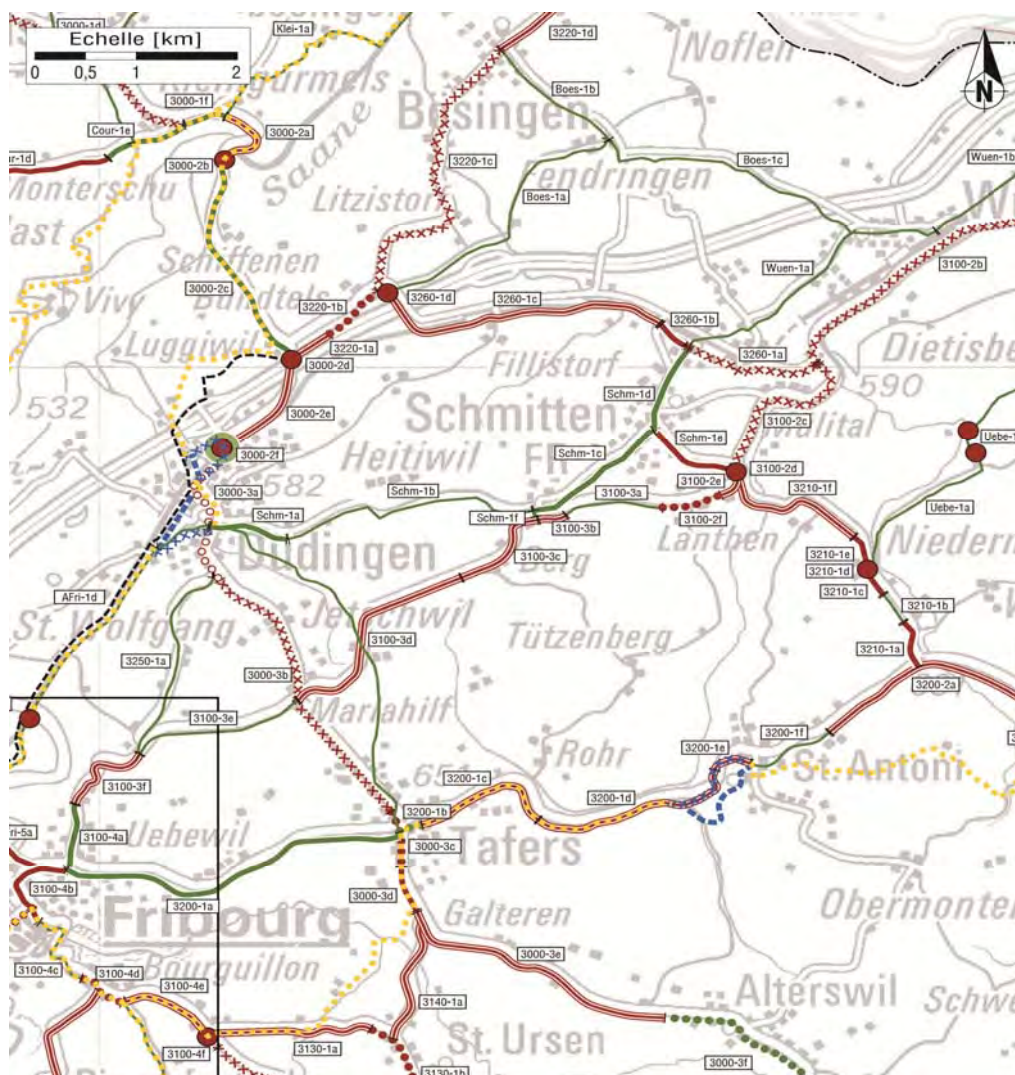 3000-1d
Klei-1a
Echelle [km]
0 0,5 1 2
3220-1d
Noflen
N
Boes-1b
3000-1f
Cour-1e
3000-2a
Bösingen
3000-2b
Saane
3220-1c
Boes-1c
Wuen-1b
Fendringen
Litzistorf
Boes-1a
Schiffenen
3000-2c
3220-1b
3260-1d
3260-1c
Wuen-1a
3100-2b
Vivy
3220-1a
3260-1b
3260-1a
3000-2d
Fillistorf
532
Schmitten
FR
Schm-1d
590
3000-2e
3100-2c
Schm-1e
Schm-1c
3000-2f
Heitiwil
3100-2d
3000-3a
582
3100-2e
Schm-1b
3100-3a
3210-1f
Schm-1a
Schm-1f
3100-3b
3100-2f
Uebe-1a
Düdingen
Lanthen
3100-3c
Berg
3210-1e
3210-1d
3210-1c
AFri-1d
Jetschwil
St. Wolfgang
3210-1b
Tützenberg
3100-3d
3210-1a
3250-1a
3000-3b
3200-2a
3100-3e
Mariahilf
3200-1f
Rohr
3200-1e
3100-3f
3200-1c
St. Antoni
3200-1d
3200-1b
3100-4a
Uebewil
Tafers
3000-3c
3100-4b
3200-1a
3000-3d
Fribourg
Galteren
3000-3e
Bourguillon
3100-4c
3100-4d
3100-4e
Alterswil
3140-1a
3100-4f
3130-1a
St. Ursen
3000-3f
3130-1b